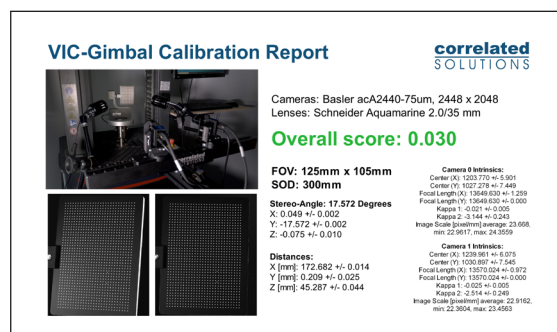 VIC-Gimbal Calibration Report
correlated
SOLUTIONS
Cameras: Basler acA2440-75um, 2448 x 2048
Lenses: Schneider Aquamarine 2.0/35 mm
Overall score: 0.030
FOV: 125mm x 105mm
SOD: 300mm
Stereo-Angle: 17.572 Degrees
X: 0.049 +/- 0.002
Y: -17.572 +/- 0.002
Z: -0.075 +/- 0.010
Distances:
X [mm]: 172.682 +/- 0.014
Y [mm]: 0.209 +/- 0.025
Z [mm]: 45.287 +/- 0.044
Camera 0 Intrinsics:
Center (X): 1203.770 +/- 5.901
Center (Y): 1027.278 +/- 7.449
Focal Length (X): 13649.630 +/- 1.259
Focal Length (Y): 13649.630 +/- 0.000
Kappa 1: -0.021 +/- 0.005
Kappa 2: -3.144 +/- 0.243
Image Scale [pixel/mm] average: 23.668,
min: 22.9617, max: 24.3559
Camera 1 Intrinsics:
Center (X): 1239.961 +/- 6.075
Center (Y): 1030.897 +/- 7.545
Focal Length (X): 13570.024 +/- 0.972
Focal Length (Y): 13570.024 +/- 0.000
Kappa 1: -0.025 +/- 0.005
Kappa 2: -2.514 +/- 0.249
Image Scale [pixel/mm] average: 22.9162,
min: 22.3604, max: 23.4563